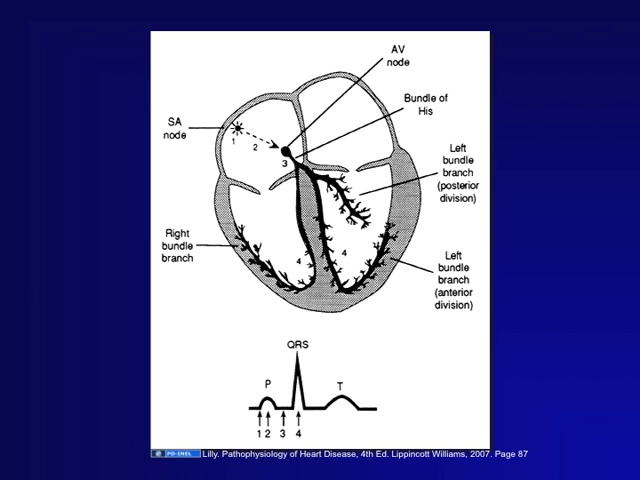 AV
node
Bundle of
His
SA
node
1
2
3
Left
bundle
branch
(posterior
division)
Right
bundle
branch
4
4
Left
bundle
branch
(anterior
division)
QRS
P
T
1 2 3 4
PD-INEL Lilly. Pathophysiology of Heart Disease, 4th Ed. Lippincott Williams, 2007. Page 87